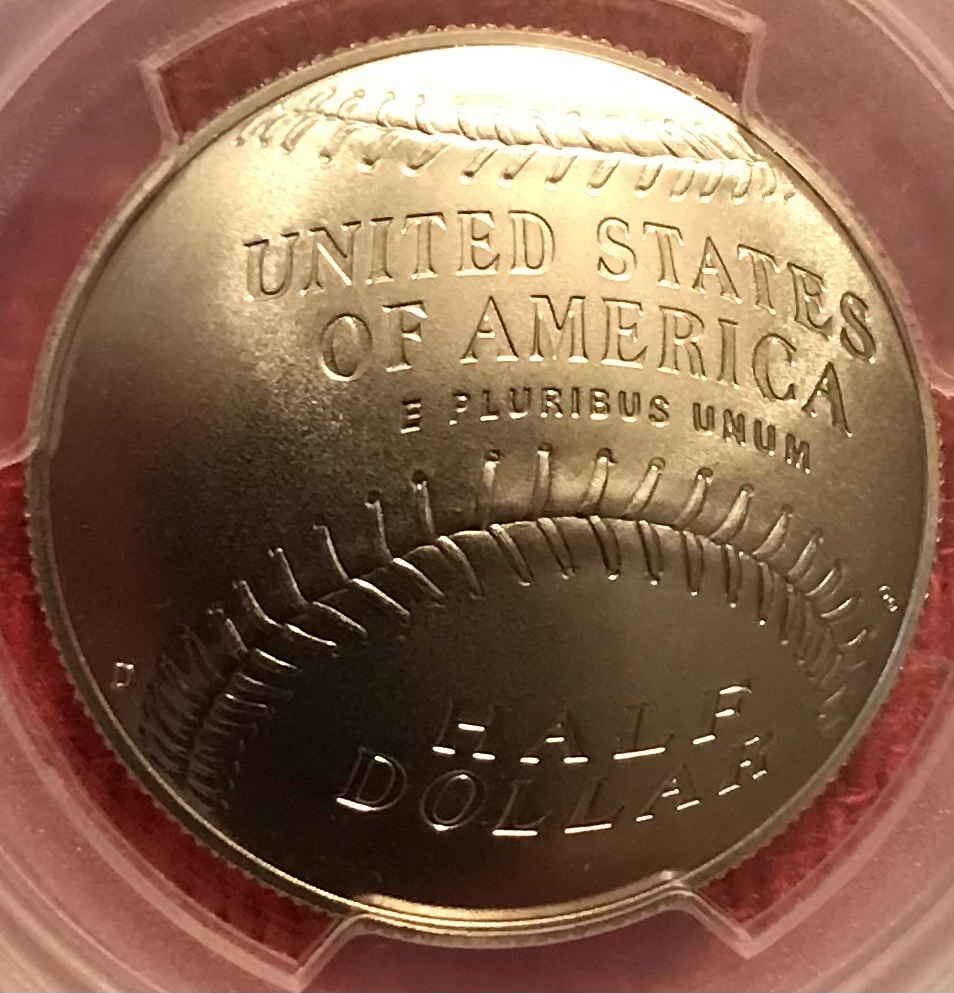 UNITED STATES
OF AMERICA
E PLURIBUS UNUM
D
HALF
DOLLAR